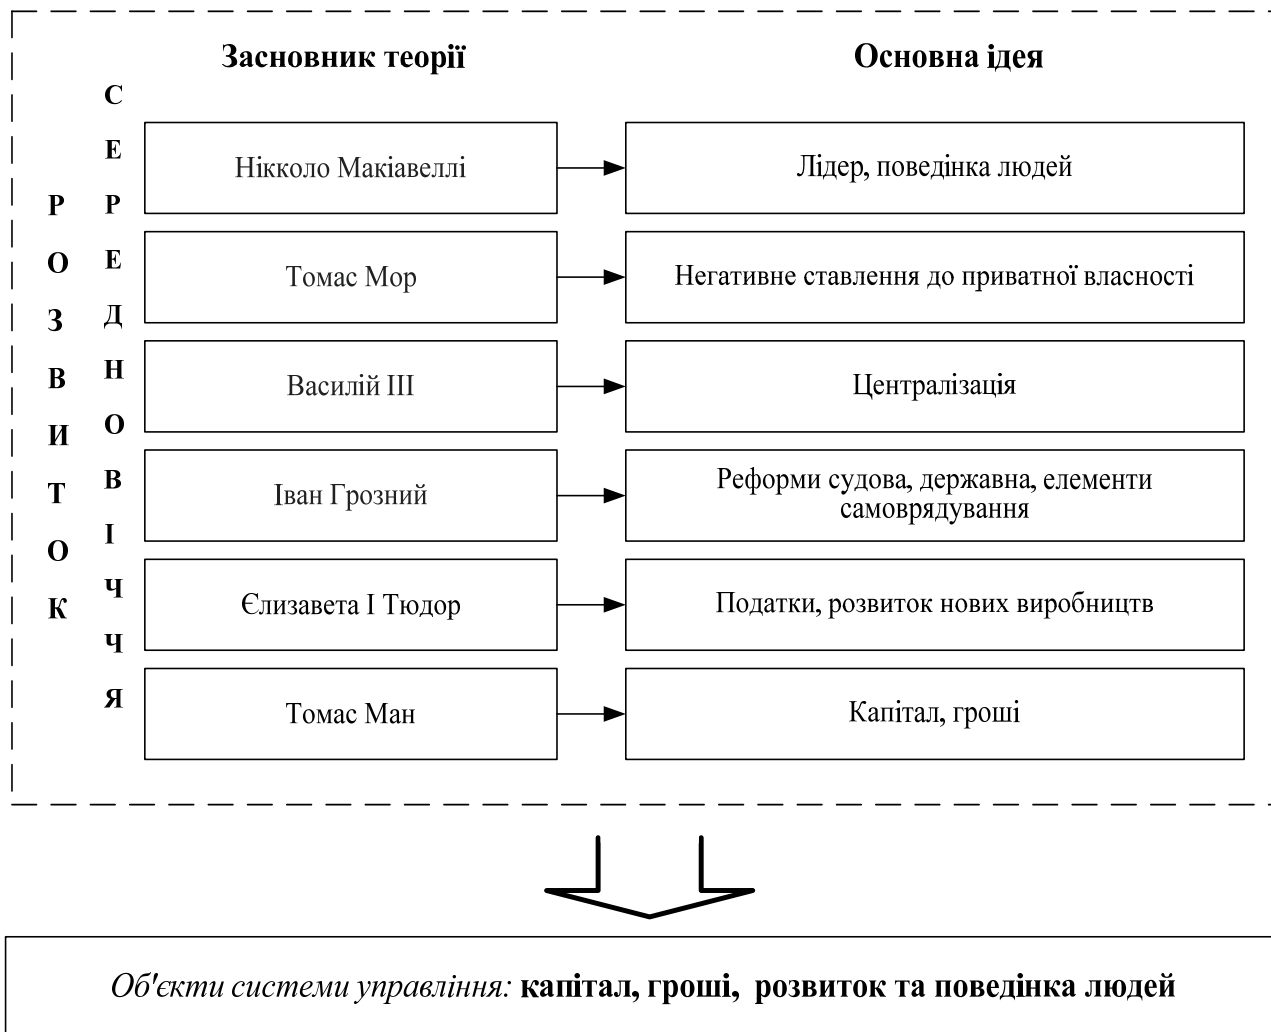 Засновник теорії
Основна ідея
РОЗВИТОК
СЕРЕДНОВІЧЧЯ
Нікколо Макіавеллі
Лідер, поведінка людей
Томас Мор
Негативне ставлення до приватної власності
Василій III
Централізація
Іван Грозний
Реформи судова, державна, елементи
самоврядування
Єлизавета I Тюдор
Податки, розвиток нових виробництв
Томас Ман
Капітал, гроші
Об'єкти системи управління: капітал, гроші, розвиток та поведінка людей